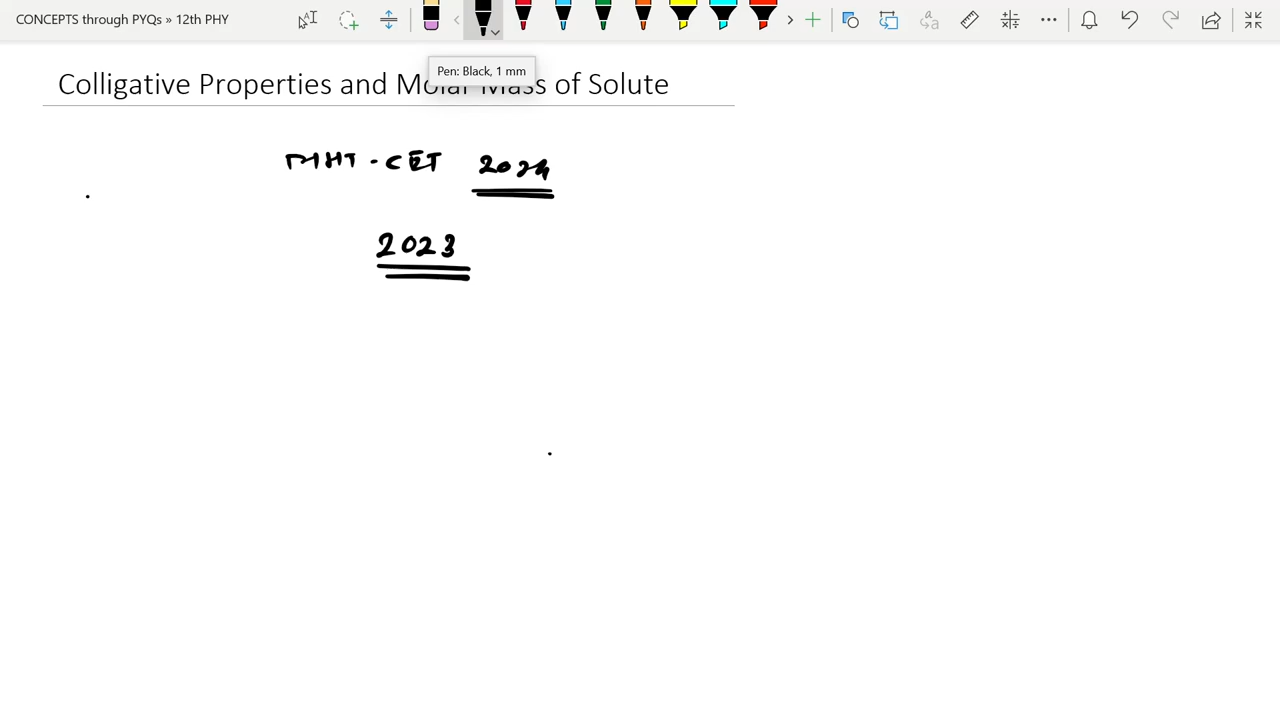 CONCEPTS through PYQs » 12th PHY
Pen: Black, 1 mm
Colligative Properties and Molar Mass of Solute
MHT - CET 2024
2023